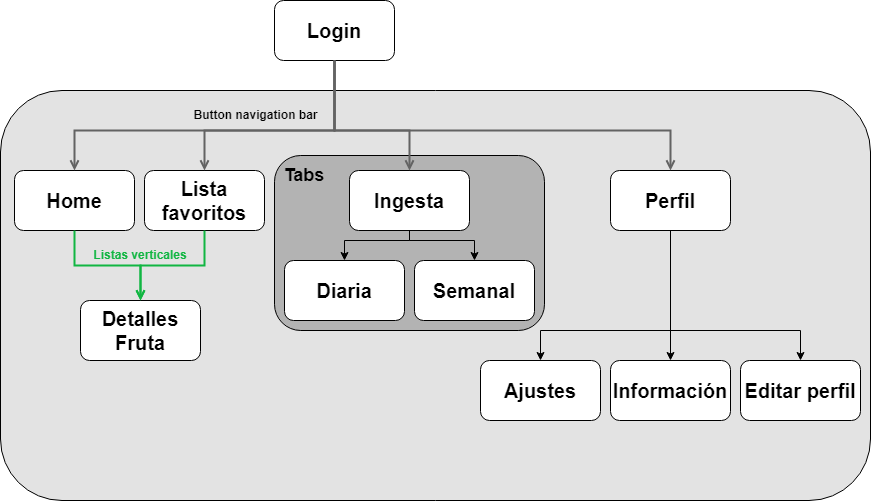 Login
Button navigation bar
Tabs
Home
Lista
favoritos
Ingesta
Perfil
Listas verticales
Diaria
Semanal
Detalles
Fruta
Ajustes
Información
Editar perfil